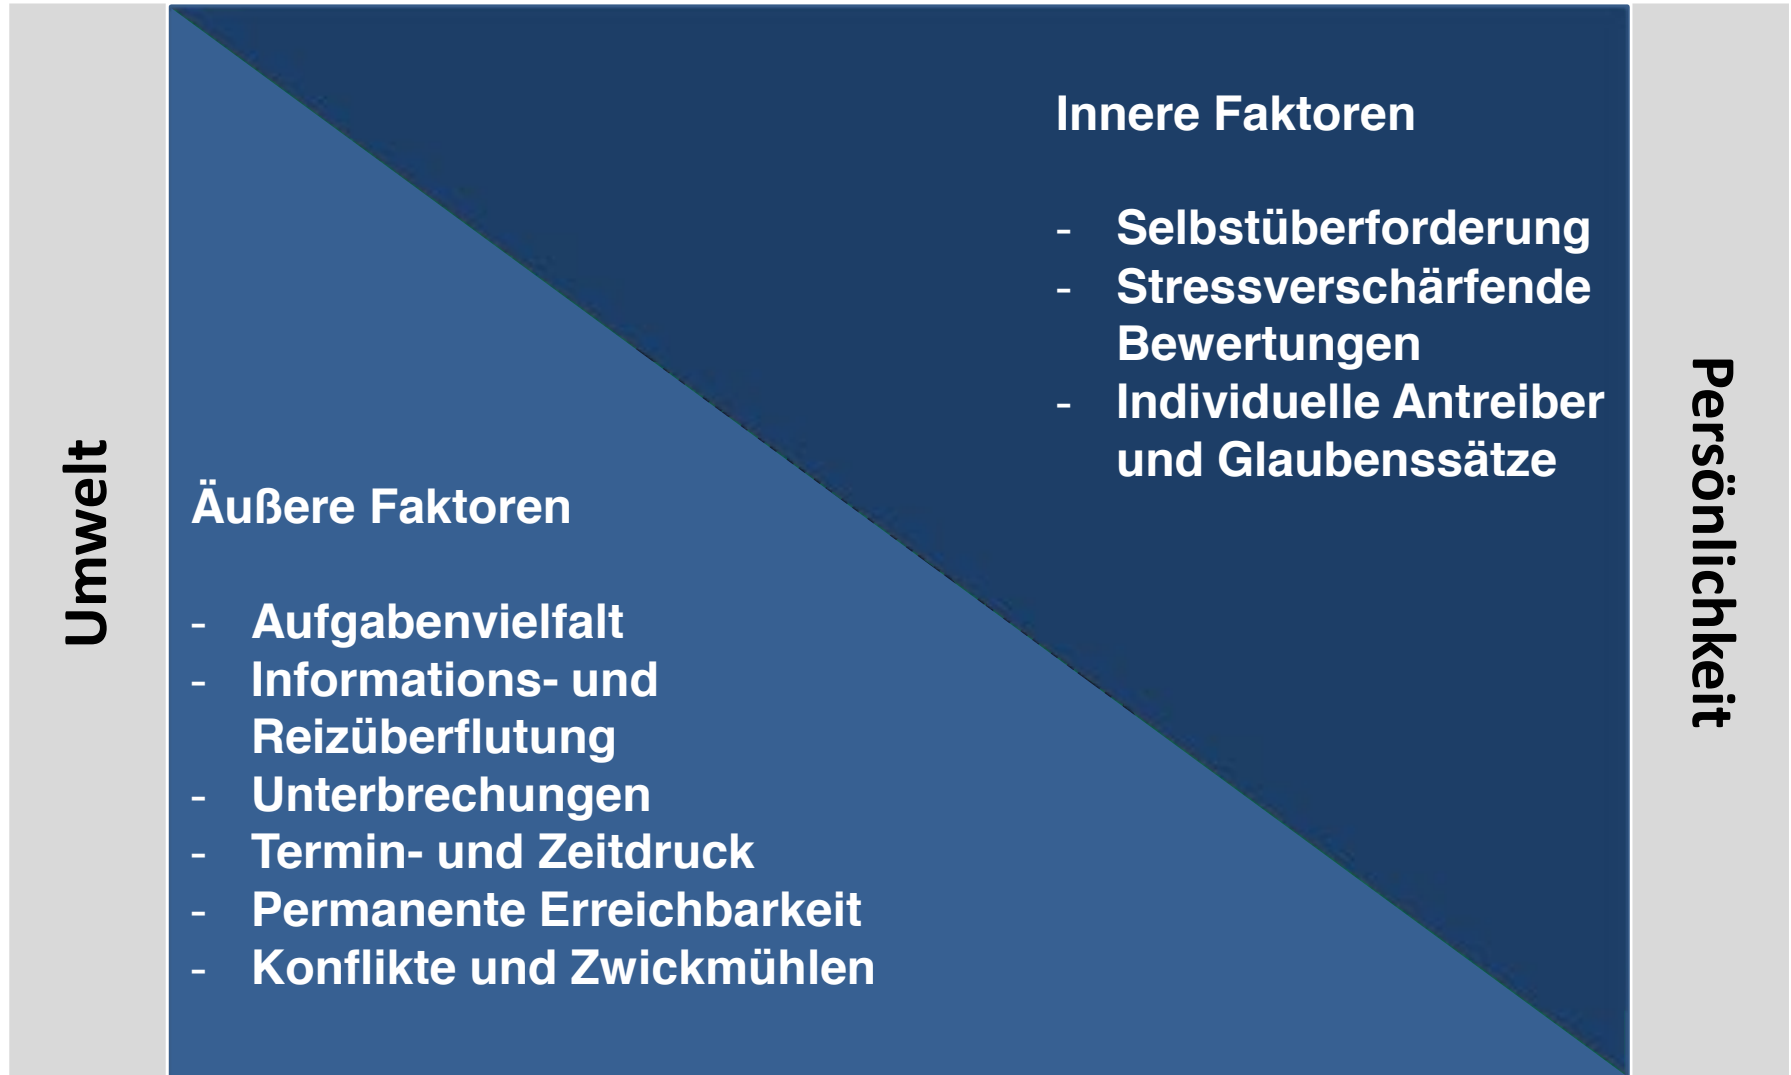 Umwelt
Äußere Faktoren
- Aufgabenvielfalt
- Informations- und
Reizüberflutung
- Unterbrechungen
- Termin- und Zeitdruck
- Permanente Erreichbarkeit
- Konflikte und Zwickmühlen
Innere Faktoren
- Selbstüberforderung
- Stressverschärfende
Bewertungen
- Individuelle Antreiber
und Glaubenssätze
Persönlichkeit